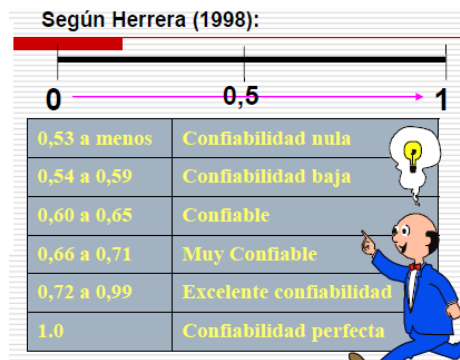 Según Herrera (1998):
0 0,5 1
0,53 a menos Confiabilidad nula
0,54 a 0,59 Confiabilidad baja
0,60 a 0,65 Confiable
0,66 a 0,71 Muy Confiable
0,72 a 0,99 Excelente confiabilidad
1.0 Confiabilidad perfecta